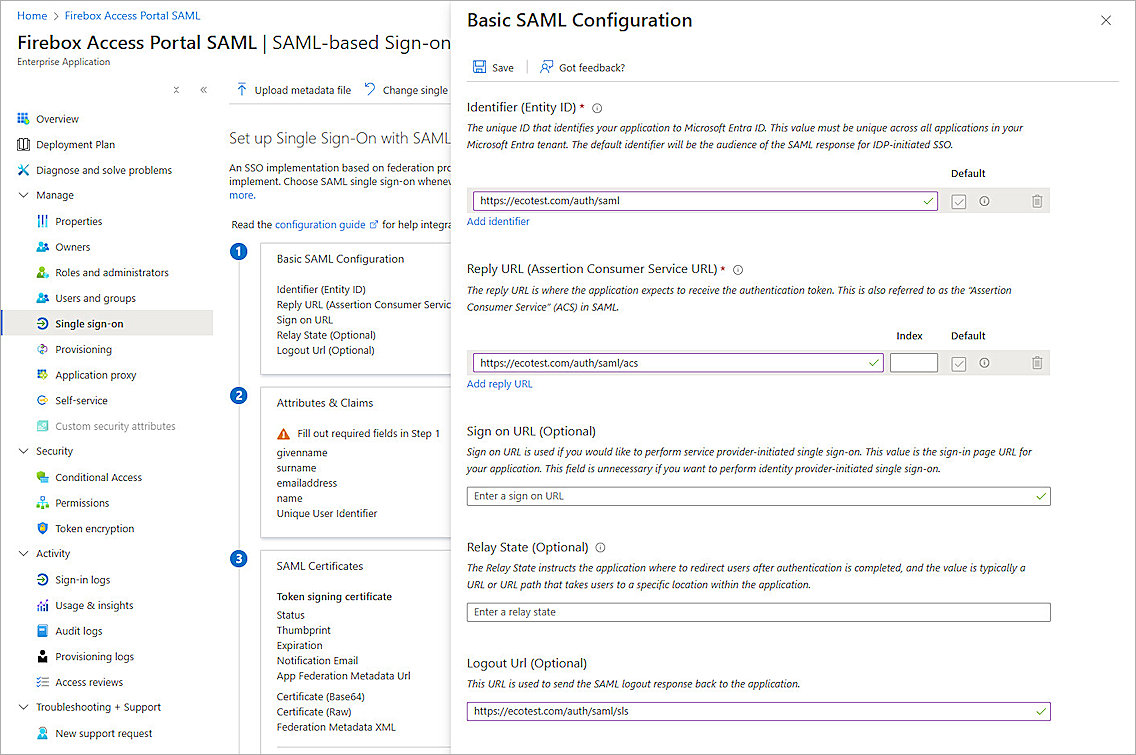 Home > Firebox Access Portal SAML
Firebox Access Portal SAML | SAML-based Sign-on
Enterprise Application
Overview
Deployment Plan
Diagnose and solve problems
Manage
Properties
Owners
Roles and administrators
Users and groups
Single sign-on
Provisioning
Application proxy
Self-service
Custom security attributes
Security
Conditional Access
Permissions
Token encryption
Activity
Sign-in logs
Usage & insights
Audit logs
Provisioning logs
Access reviews
Troubleshooting + Support
New support request
Upload metadata file
Change single
Set up Single Sign-On with SAML
An SSO implementation based on federation pro
implement. Choose SAML single sign-on wheneve
more.
Read the configuration guide for help integra
1
Basic SAML Configuration
Identifier (Entity ID)
Reply URL (Assertion Consumer Servic
Sign on URL
Relay State (Optional)
Logout Url (Optional)
2
Attributes & Claims
Fill out required fields in Step 1
givenname
surname
emailaddress
name
Unique User Identifier
3
SAML Certificates
Token signing certificate
Status
Thumbprint
Expiration
Notification Email
App Federation Metadata Url
Certificate (Base64)
Certificate (Raw)
Federation Metadata XML
Basic SAML Configuration
Save
Got feedback?
Identifier (Entity ID) *
The unique ID that identifies your application to Microsoft Entra ID. This value must be unique across all applications in your
Microsoft Entra tenant. The default identifier will be the audience of the SAML response for IDP-initiated SSO.
Default
https://ecotest.com/auth/saml
Add identifier
Reply URL (Assertion Consumer Service URL) *
The reply URL is where the application expects to receive the authentication token. This is also referred to as the "Assertion
Consumer Service" (ACS) in SAML.
Index Default
https://ecotest.com/auth/saml/acs
Add reply URL
Sign on URL (Optional)
Sign on URL is used if you would like to perform service provider-initiated single sign-on. This value is the sign-in page URL for
your application. This field is unnecessary if you want to perform identity provider-initiated single sign-on.
Enter a sign on URL
Relay State (Optional)
The Relay State instructs the application where to redirect users after authentication is completed, and the value is typically a
URL or URL path that takes users to a specific location within the application.
Enter a relay state
Logout Url (Optional)
This URL is used to send the SAML logout response back to the application.
https://ecotest.com/auth/saml/sls